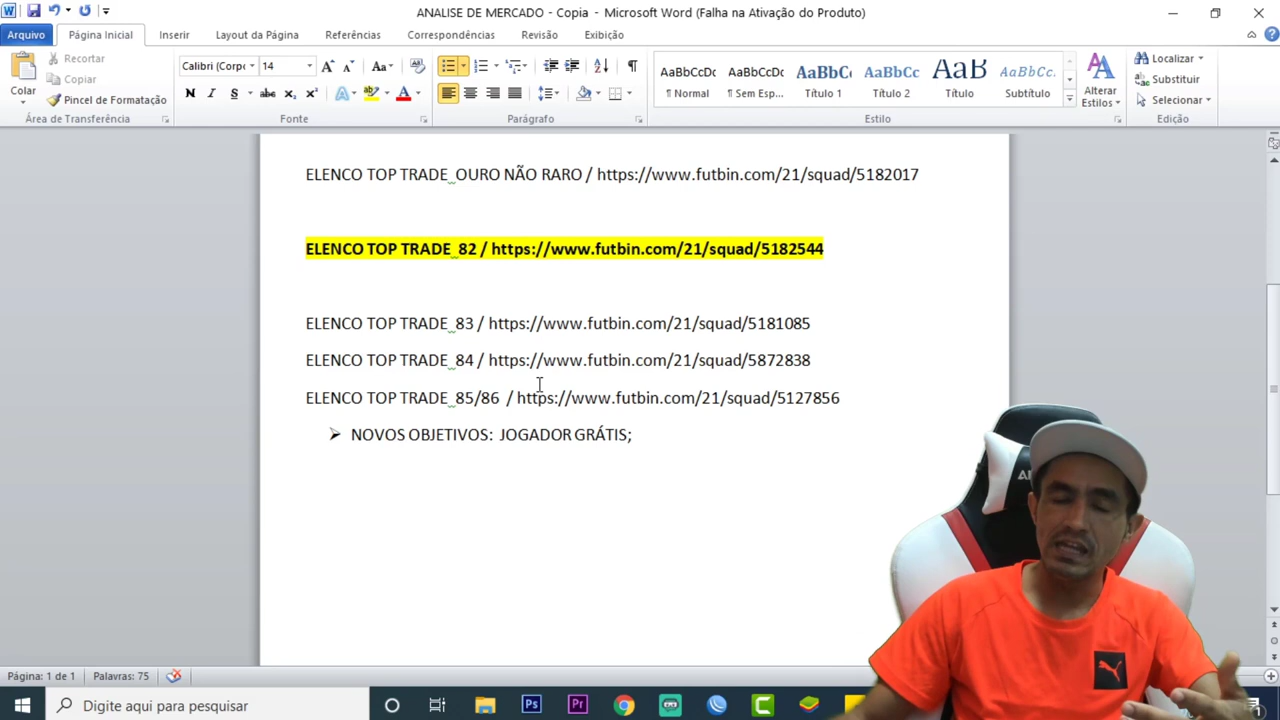 ANALISE DE MERCADO - Copia - Microsoft Word (Falha na Ativação do Produto)
Arquivo
Página Inicial
Inserir
Layout da Página
Referências
Correspondências
Revisão
Exibição
Colar
Recortar
Copiar
Pincel de Formatação
Área de Transferência
Calibri (Corpo
14
Fonte
Parágrafo
AaBbCcDc
¶ Normal
AaBbCcDc
¶ Sem Esp...
AaBbC
Título 1
AaBbCc
Título 2
AaB
Título
AaBbCc
Subtítulo
Alterar
Estilos
Estilo
Localizar
Substituir
Selecionar
Edição
ELENCO TOP TRADE_OURO NÃO RARO / https://www.futbin.com/21/squad/5182017
ELENCO TOP TRADE_82 / https://www.futbin.com/21/squad/5182544
ELENCO TOP TRADE_83 / https://www.futbin.com/21/squad/5181085
ELENCO TOP TRADE_84 / https://www.futbin.com/21/squad/5872838
ELENCO TOP TRADE_85/86 / https://www.futbin.com/21/squad/5127856
NOVOS OBJETIVOS: JOGADOR GRÁTIS;
Página: 1 de 1
Palavras: 75
Digite aqui para pesquisar